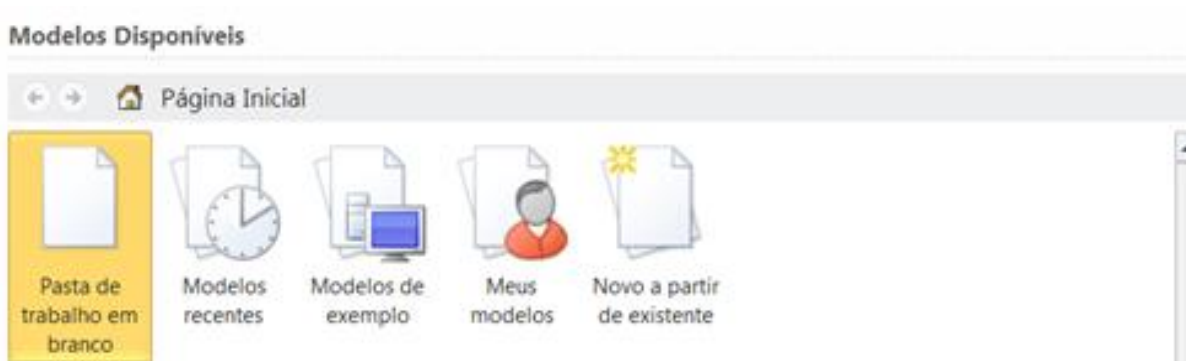 Modelos Disponíveis
Página Inicial
Pasta de
trabalho em
branco
Modelos
recentes
Modelos de
exemplo
Meus
modelos
Novo a partir
de existente